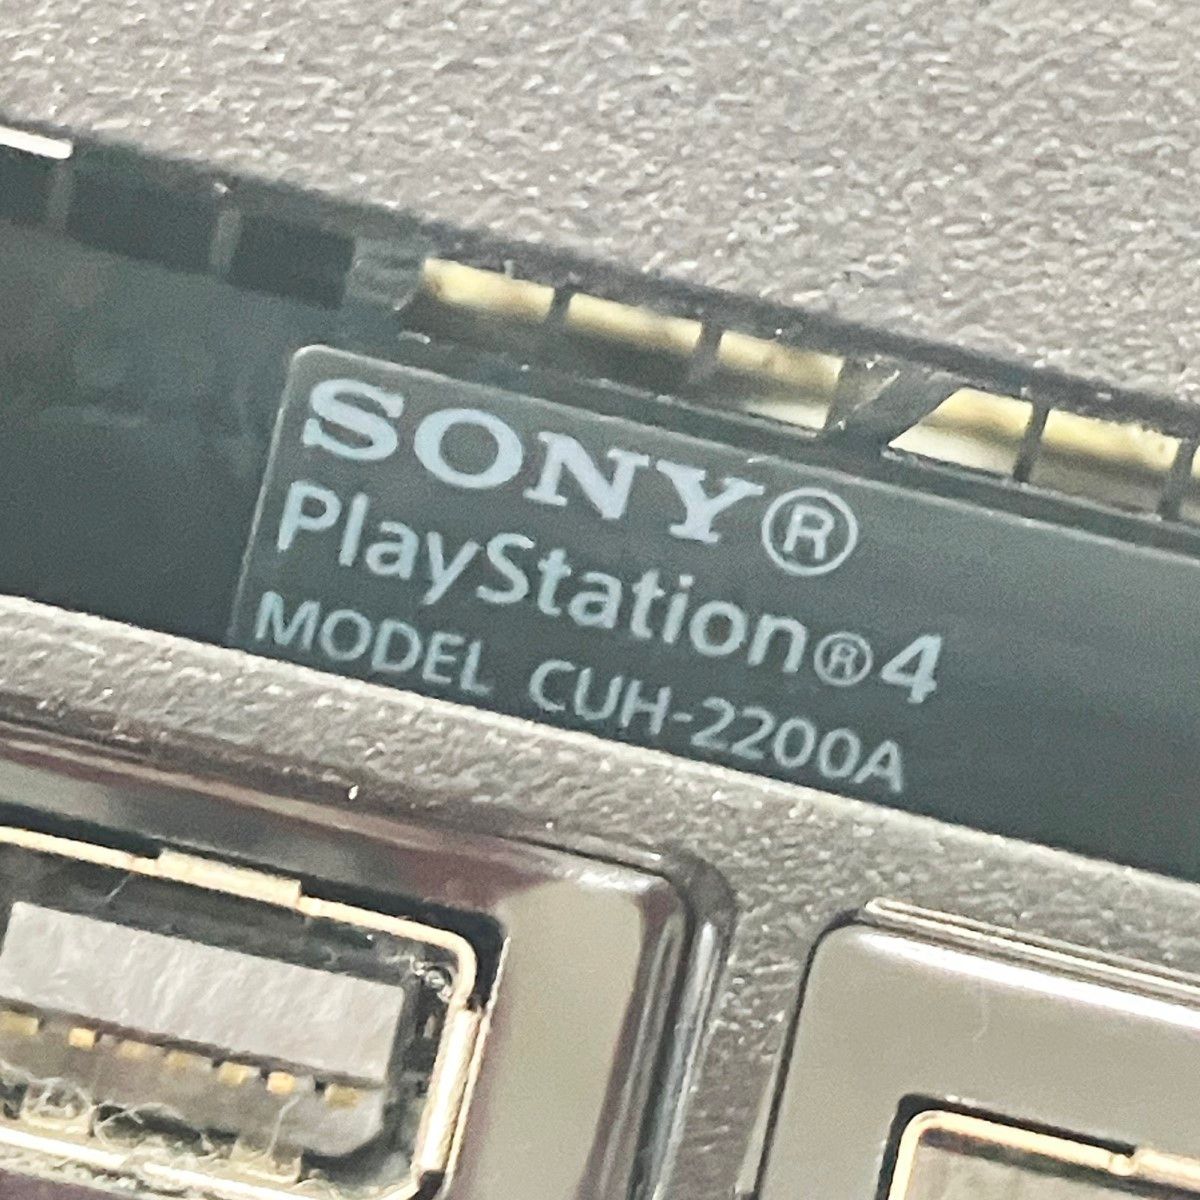 SONY®
PlayStation®4
MODEL CUH-2200A